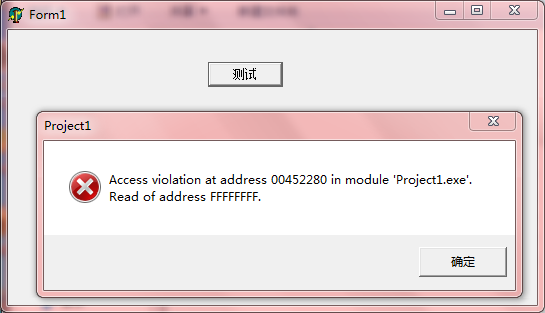 Form1
测试
Project1
Access violation at address 00452280 in module 'Project1.exe'.
Read of address FFFFFFFF.
确定